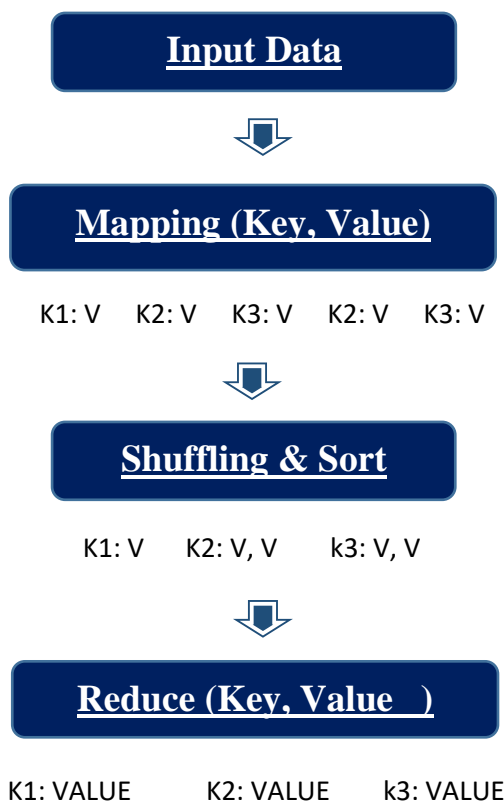 Input Data
Mapping (Key, Value)
K1: V K2: V K3: V K2: V K3: V
Shuffling & Sort
K1: V K2: V, V k3: V, V
Reduce (Key, Value )
K1: VALUE K2: VALUE k3: VALUE